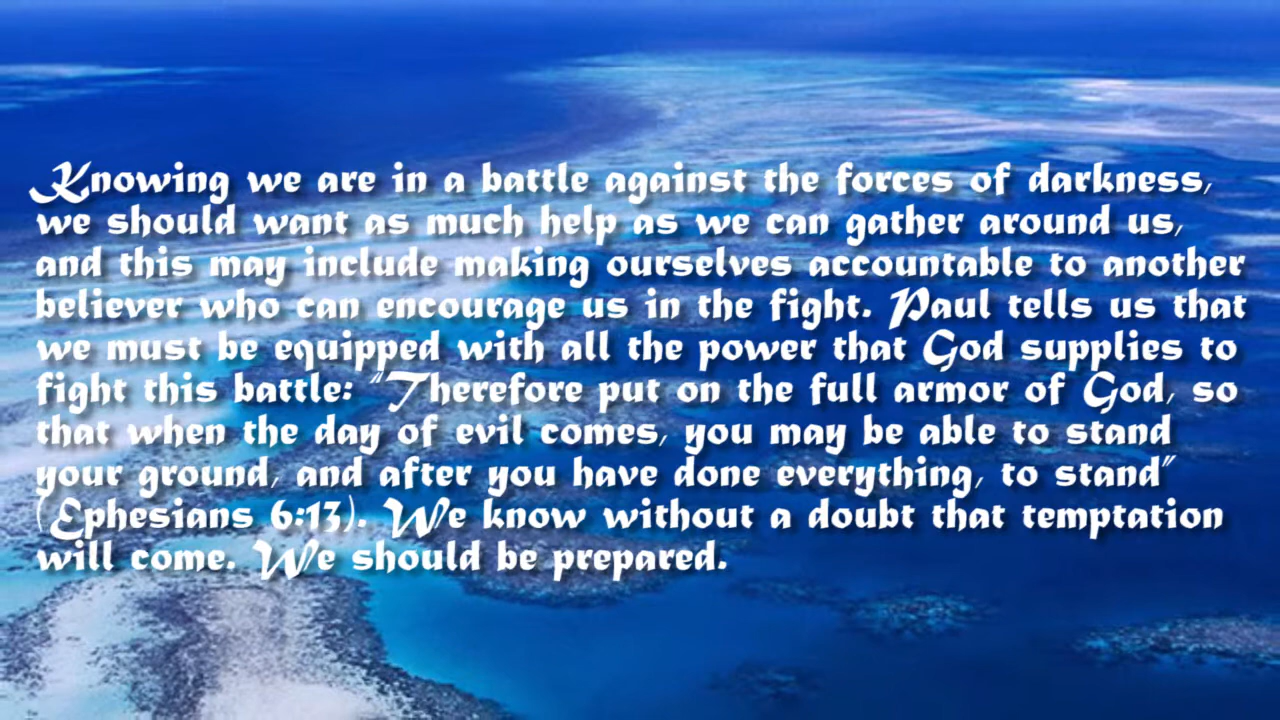 Knowing we are in a battle against the forces of darkness,
we should want as much help as we can gather around us,
and this may include making ourselves accountable to another
believer who can encourage us in the fight. Paul tells us that
we must be equipped with all the power that God supplies to
fight this battle: "Therefore put on the full armor of God, so
that when the day of evil comes, you may be able to stand
your ground, and after you have done everything, to stand"
(Ephesians 6:13). We know without a doubt that temptation
will come. We should be prepared.